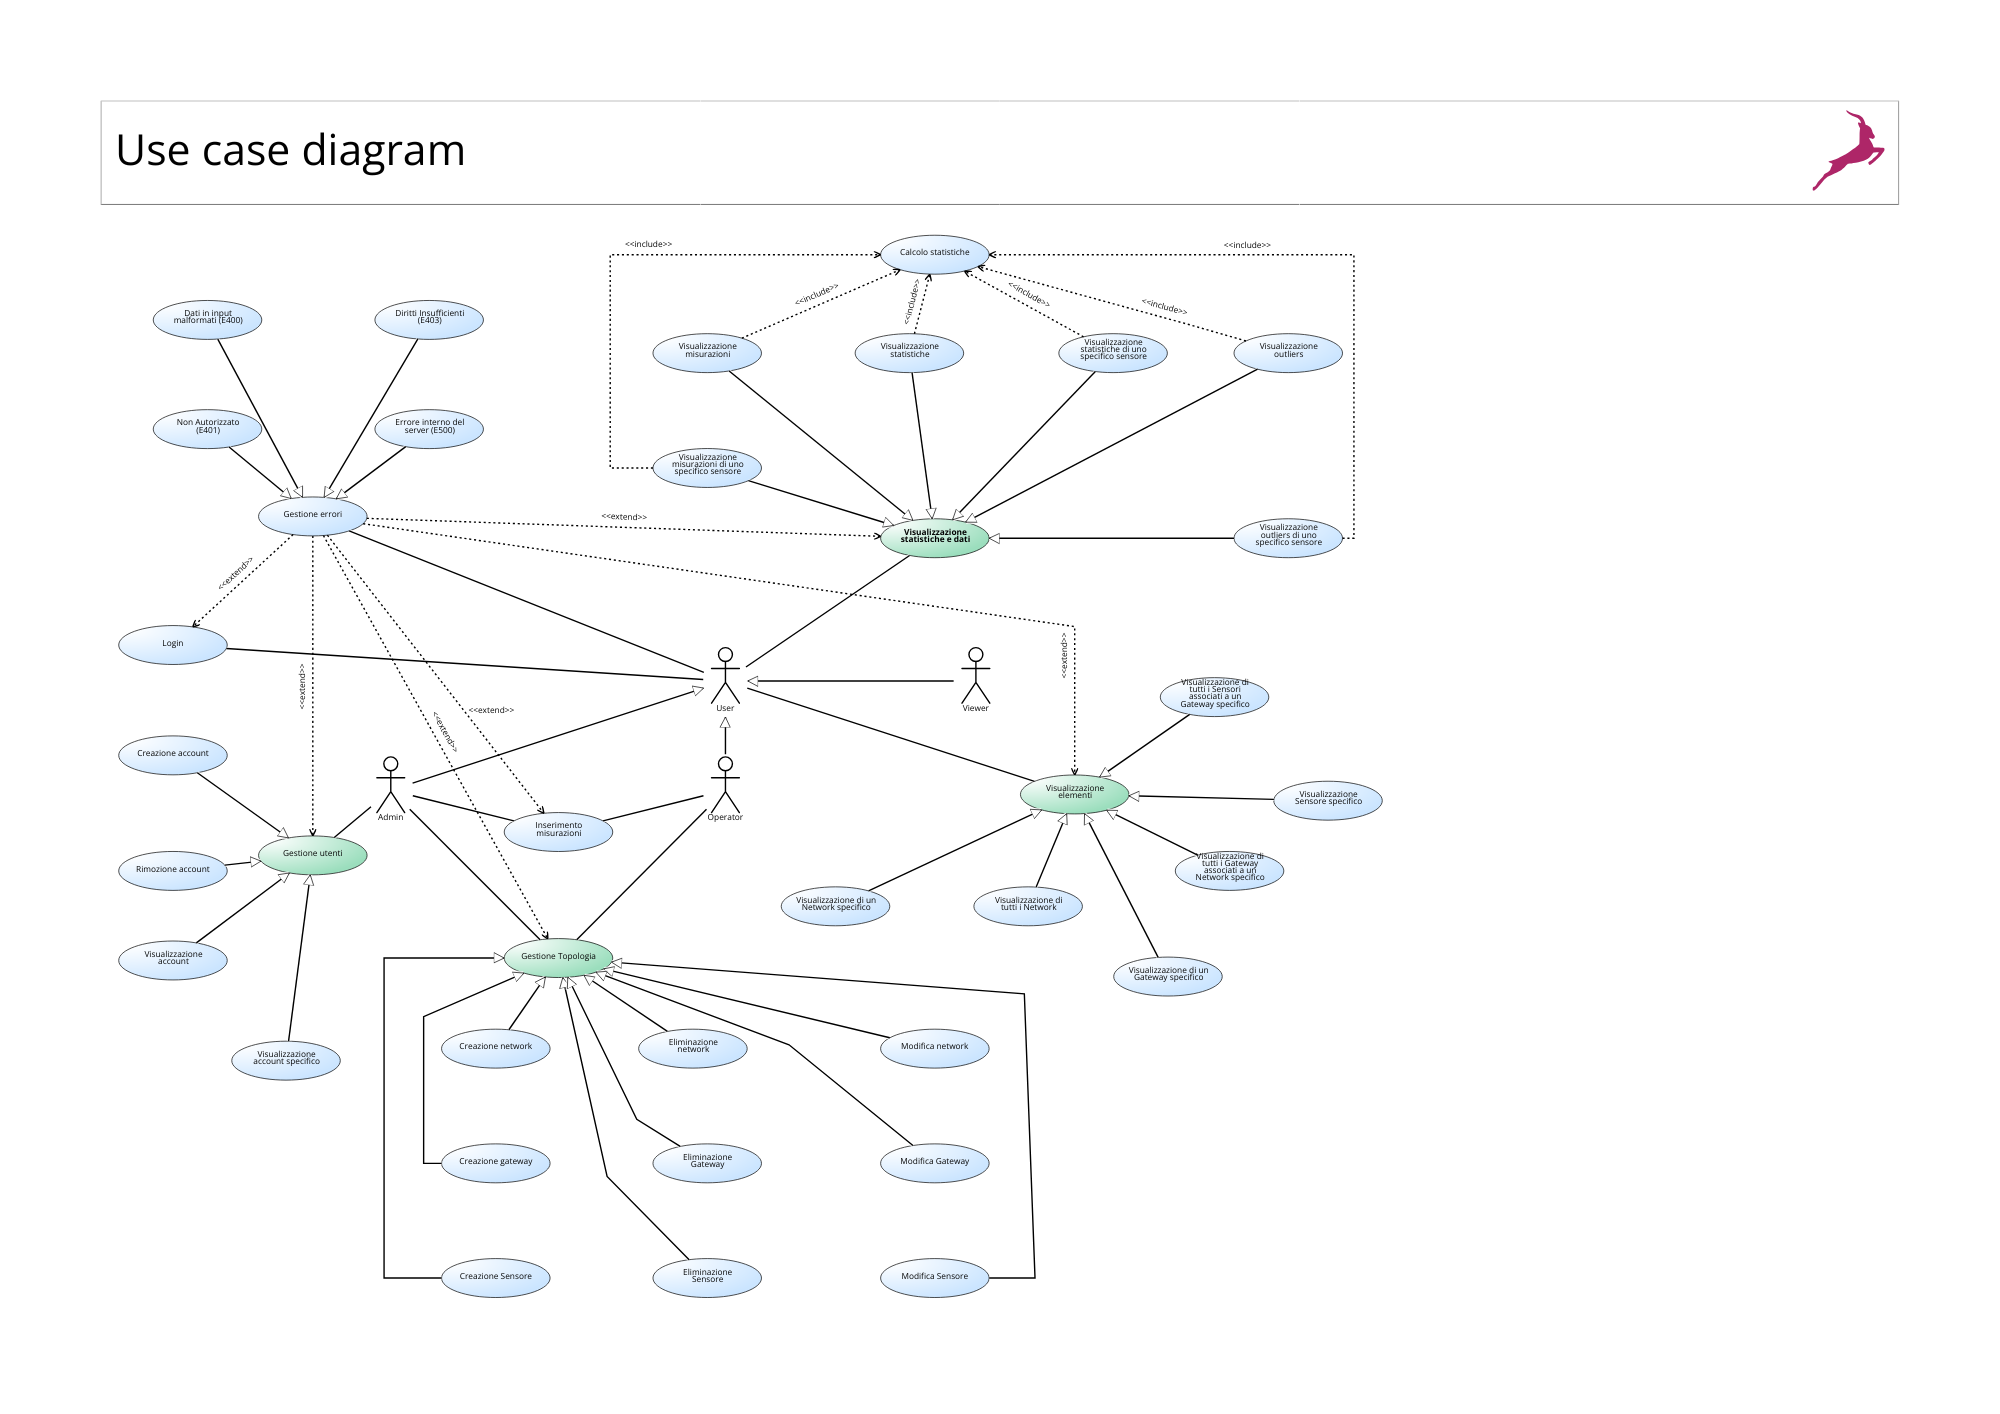 Use case diagram
<<include>>
Calcolo statistiche
<<include>>
<<include>>
<<include>>
<<include>>
<<include>>
Dati in input
malformati (E400)
Diritti Insufficienti
(E403)
Visualizzazione
misurazioni
Visualizzazione
statistiche
Visualizzazione
statistiche di uno
specifico sensore
Visualizzazione
outliers
Non Autorizzato
(E401)
Errore interno del
server (E500)
Visualizzazione
misurazioni di uno
specifico sensore
Gestione errori
<<extend>>
Visualizzazione
statistiche e dati
Visualizzazione
outliers di uno
specifico sensore
<<extend>>
Login
<<extend>>
<<extend>>
User
Viewer
Visualizzazione di
tutti i Sensori
associati a un
Gateway specifico
<<extend>>
<<extend>>
Creazione account
Admin
Operator
Inserimento
misurazioni
Visualizzazione
elementi
Visualizzazione
Sensore specifico
Gestione utenti
Rimozione account
Visualizzazione di
tutti i Gateway
associati a un
Network specifico
Visualizzazione di un
Network specifico
Visualizzazione di
tutti i Network
Visualizzazione
account
Gestione Topologia
Visualizzazione di un
Gateway specifico
Visualizzazione
account specifico
Creazione network
Eliminazione
network
Modifica network
Creazione gateway
Eliminazione
Gateway
Modifica Gateway
Creazione Sensore
Eliminazione
Sensore
Modifica Sensore